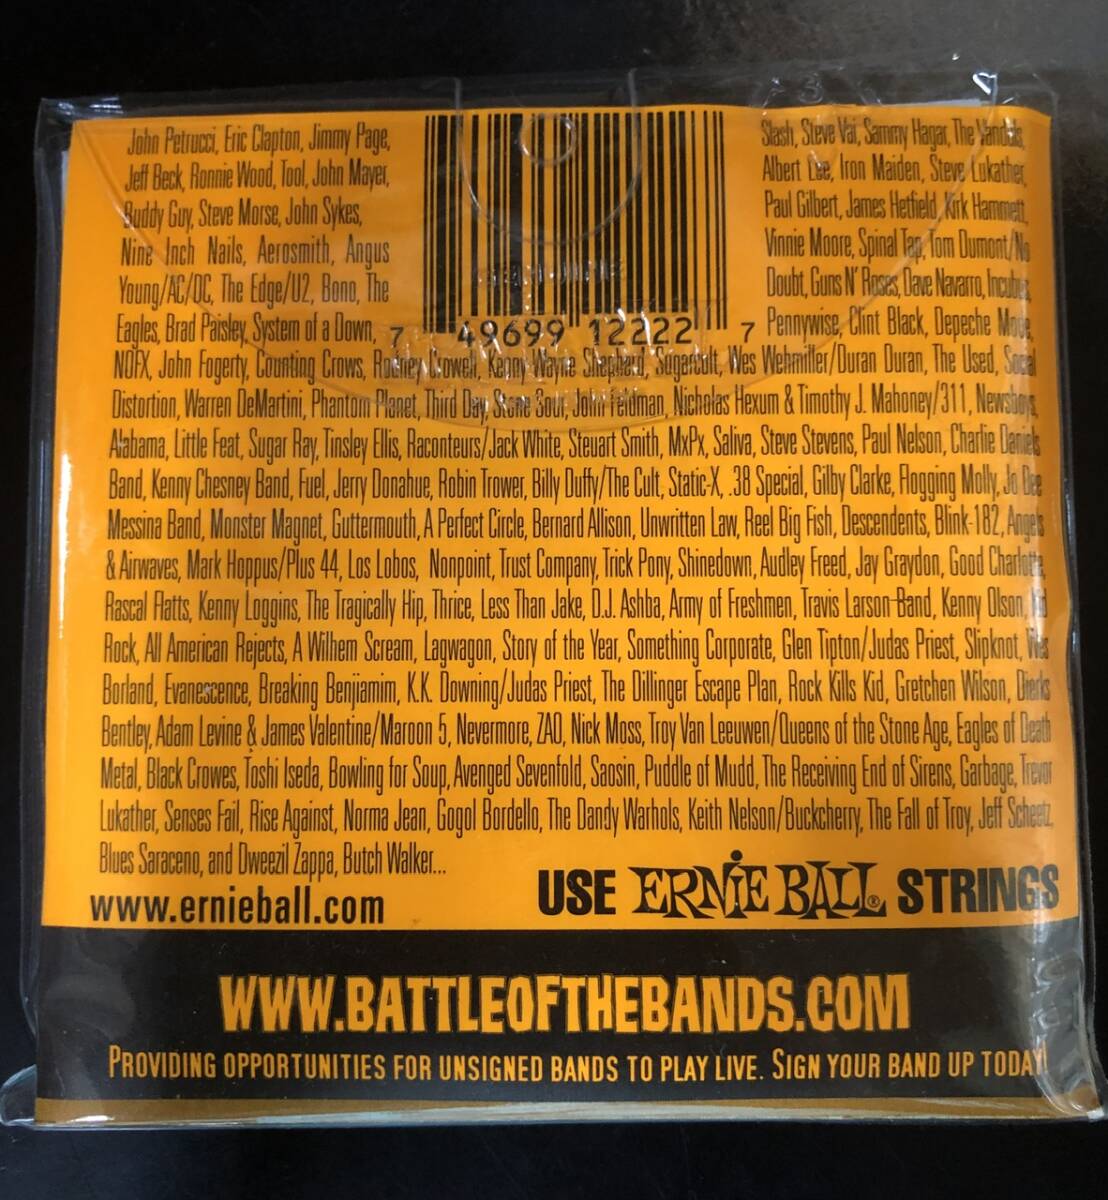 John Petrucci, Eric Clapton, Jimmy Page,
Jeff Beck, Ronnie Wood, Tool, John Mayer,
Buddy Guy, Steve Morse, John Sykes,
Nine Inch Nails, Aerosmith, Angus
Young/AC/DC, The Edge/U2, Bono, The
Eagles, Brad Paisley, System of a Down,
7 49699 12222 7
Slash, Steve Vai, Sammy Hagar, The Vandals,
Albert Lee, Iron Maiden, Steve Lukather,
Paul Gilbert, James Hetfield, Kirk Hammett,
Vinnie Moore, Spinal Tap, Tom Dumont/No
Doubt, Guns N' Roses, Dave Navarro, Incubus,
Pennywise, Clint Black, Depeche Mode,
NOFX, John Fogerty, Counting Crows, Rodney Crowell, Kenny Wayne Shephard, Sugarcult, Wes Wehmiller/Duran Duran, The Used, Social
Distortion, Warren DeMartini, Phantom Planet, Third Day, Stone Sour, John Feldman, Nicholas Hexum & Timothy J. Mahoney/311, Newsboys,
Alabama, Little Feat, Sugar Ray, Tinsley Ellis, Raconteurs/Jack White, Steuart Smith, MxPx, Saliva, Steve Stevens, Paul Nelson, Charlie Daniels
Band, Kenny Chesney Band, Fuel, Jerry Donahue, Robin Trower, Billy Duffy/The Cult, Static-X, .38 Special, Gilby Clarke, Flogging Molly, Jo Dee
Messina Band, Monster Magnet, Guttermouth, A Perfect Circle, Bernard Allison, Unwritten Law, Reel Big Fish, Descendents, Blink-182, Angels
& Airwaves, Mark Hoppus/Plus 44, Los Lobos, Nonpoint, Trust Company, Trick Pony, Shinedown, Audley Freed, Jay Graydon, Good Charlotte,
Rascal Flatts, Kenny Loggins, The Tragically Hip, Thrice, Less Than Jake, D.J. Ashba, Army of Freshmen, Travis Larson Band, Kenny Olson,
Rock, All American Rejects, A Wilhem Scream, Lagwagon, Story of the Year, Something Corporate, Glen Tipton/Judas Priest, Slipknot, Wes
Borland, Evanescence, Breaking Benjiamim, K.K. Downing/Judas Priest, The Dillinger Escape Plan, Rock Kills Kid, Gretchen Wilson, Dierks
Bentley, Adam Levine & James Valentine/Maroon 5, Nevermore, ZAO, Nick Moss, Troy Van Leeuwen/Queens of the Stone Age, Eagles of Death
Metal, Black Crowes, Toshi Iseda, Bowling for Soup, Avenged Sevenfold, Saosin, Puddle of Mudd, The Receiving End of Sirens, Garbage, Trevor
Lukather, Senses Fail, Rise Against, Norma Jean, Gogol Bordello, The Dandy Warhols, Keith Nelson/Buckcherry, The Fall of Troy, Jeff Scheetz,
Blues Saraceno, and Dweezil Zappa, Butch Walker...
www.ernieball.com
USE ERNIE BALL® STRINGS
WWW.BATTLEOFTHEBANDS.COM
PROVIDING OPPORTUNITIES FOR UNSIGNED BANDS TO PLAY LIVE. SIGN YOUR BAND UP TODAY!